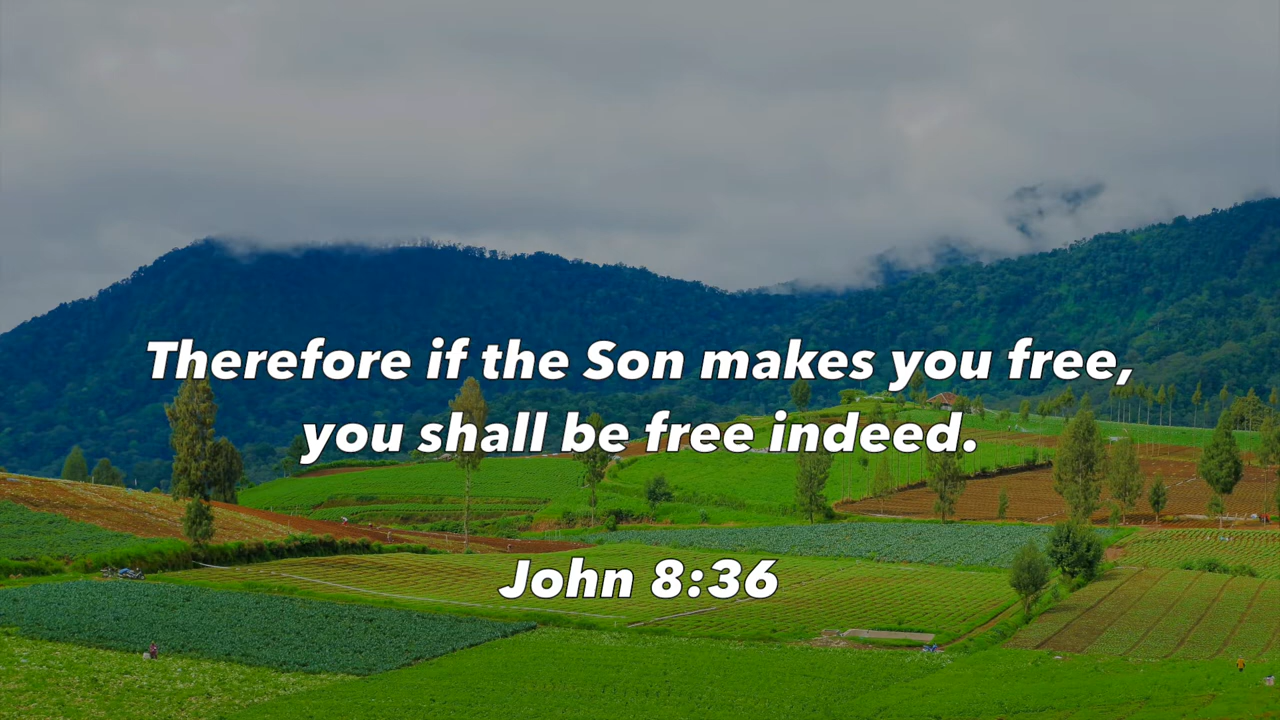 Therefore if the Son makes you free,
you shall be free indeed.
John 8:36